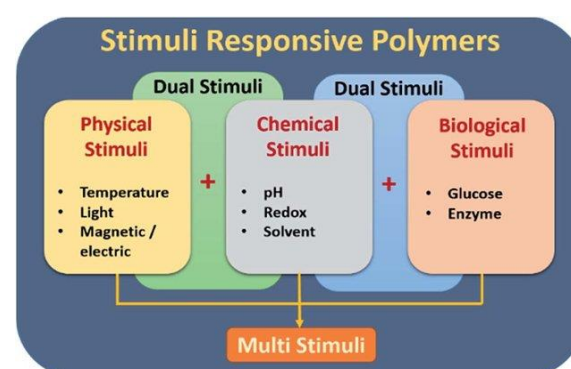 Stimuli Responsive Polymers
Dual Stimuli
Dual Stimuli
Physical
Stimuli
• Temperature
• Light
• Magnetic /
electric
+
Chemical
Stimuli
• pH
• Redox
• Solvent
+
Biological
Stimuli
• Glucose
• Enzyme
Multi Stimuli